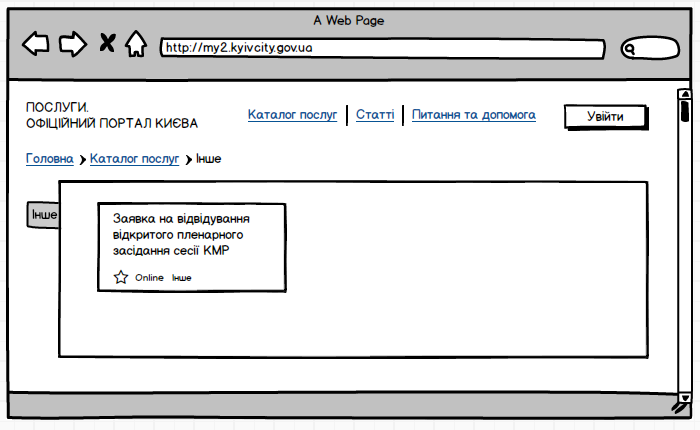 A Web Page
http://my2.kyivcity.gov.ua
ПОСЛУГИ.
ОФІЦІЙНИЙ ПОРТАЛ КИЄВА
Каталог послуг
Статті
Питання та допомога
Увійти
Головна
Каталог послуг
Інше
Інше
Заявка на відвідування
відкритого пленарного
засідання сесії КМР
Online Інше